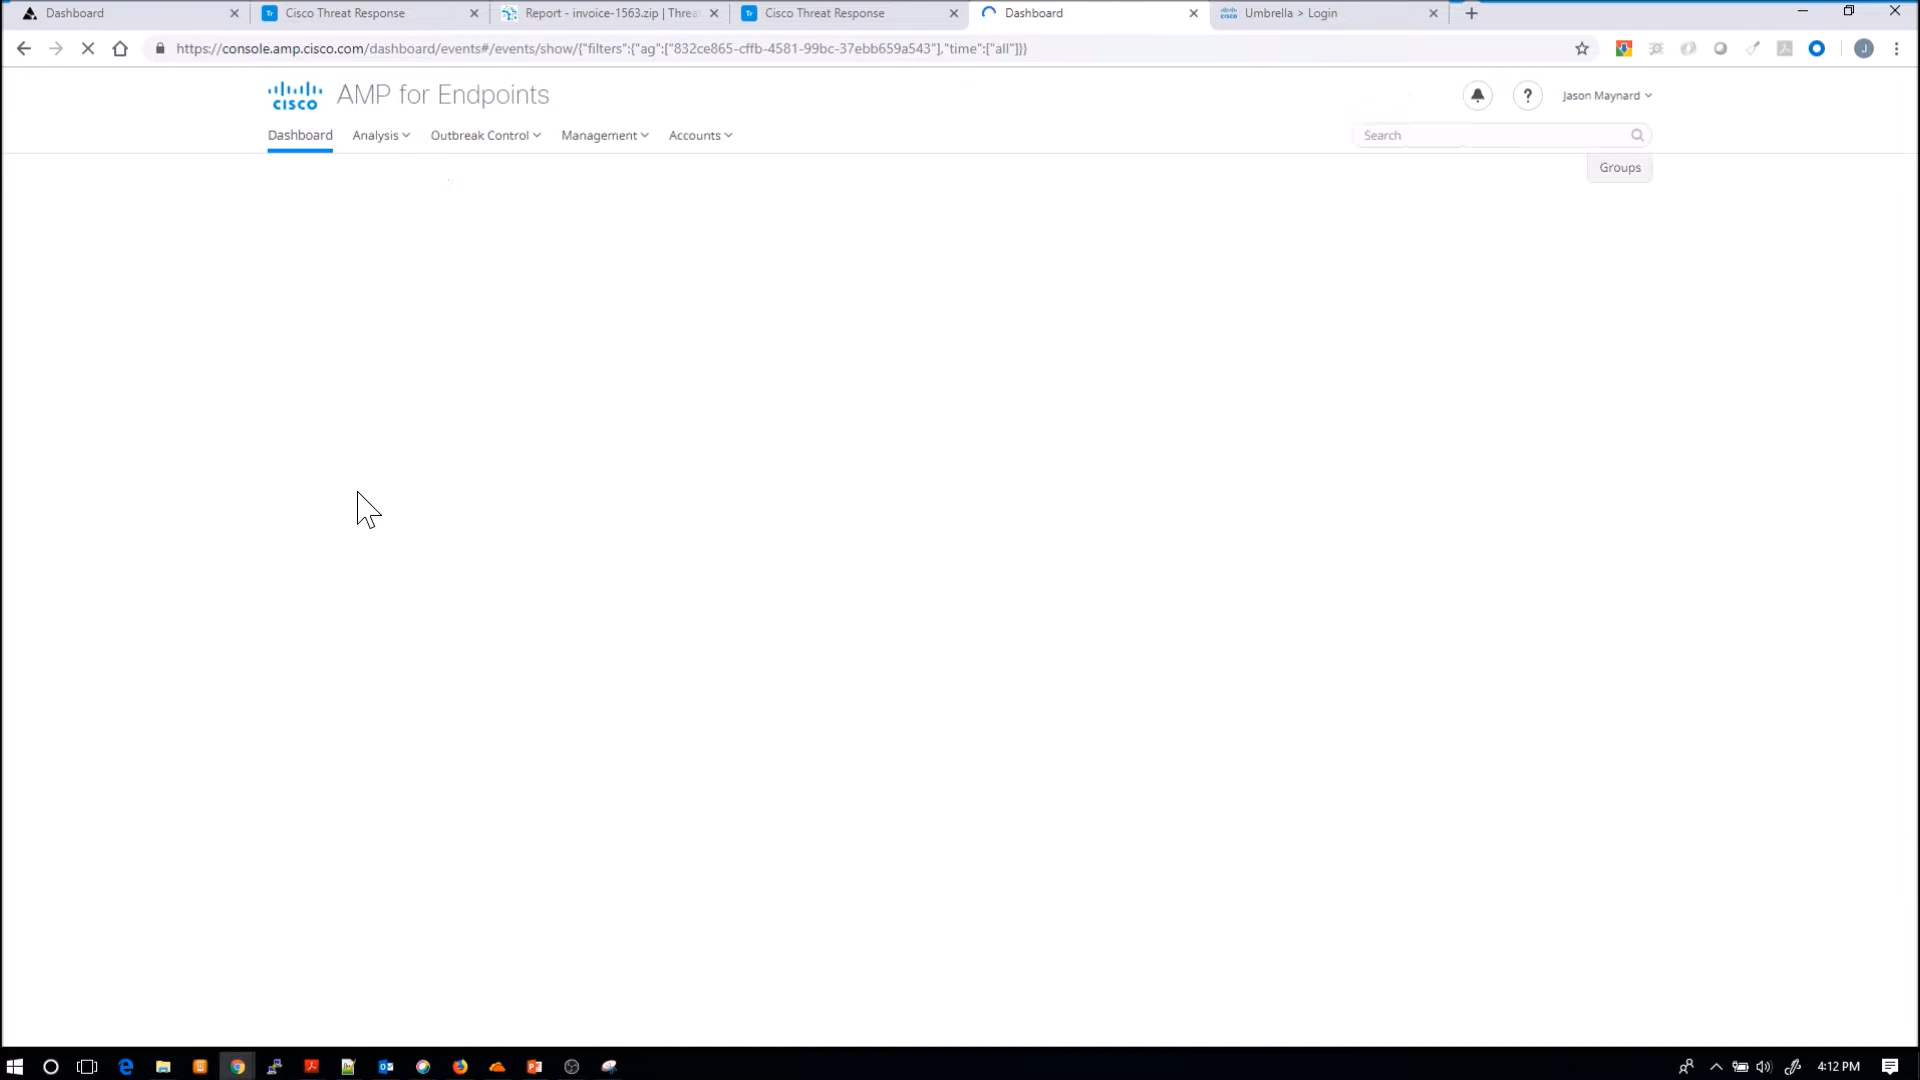 Dashboard
Cisco Threat Response
Report - invoice-1563.zip | Threa
Cisco Threat Response
Dashboard
Umbrella > Login
https://console.amp.cisco.com/dashboard/events#/events/show/{"filters":{"ag":["832ce865-cffb-4581-99bc-37ebb659a543"],"time":["all"]}}
J
cisco
AMP for Endpoints
?
Jason Maynard
Dashboard
Analysis
Outbreak Control
Management
Accounts
Search
Groups
4:12 PM